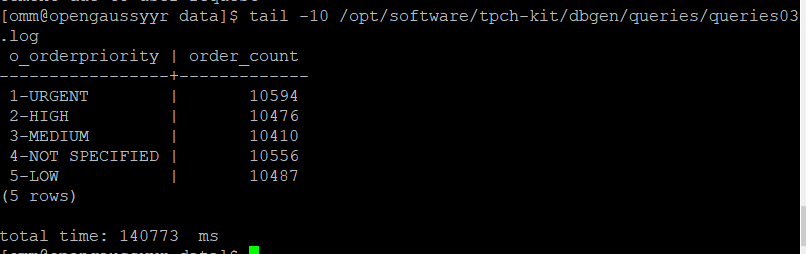 [omm@opengaussyyr data]$ tail -10 /opt/software/tpch-kit/dbgen/queries/queries03
.log
 o_orderpriority | order_count
-----------------+-------------
 1-URGENT        |       10594
 2-HIGH          |       10476
 3-MEDIUM        |       10410
 4-NOT SPECIFIED |       10556
 5-LOW           |       10487
(5 rows)
total time: 140773  ms
[omm@opengaussyyr data]$